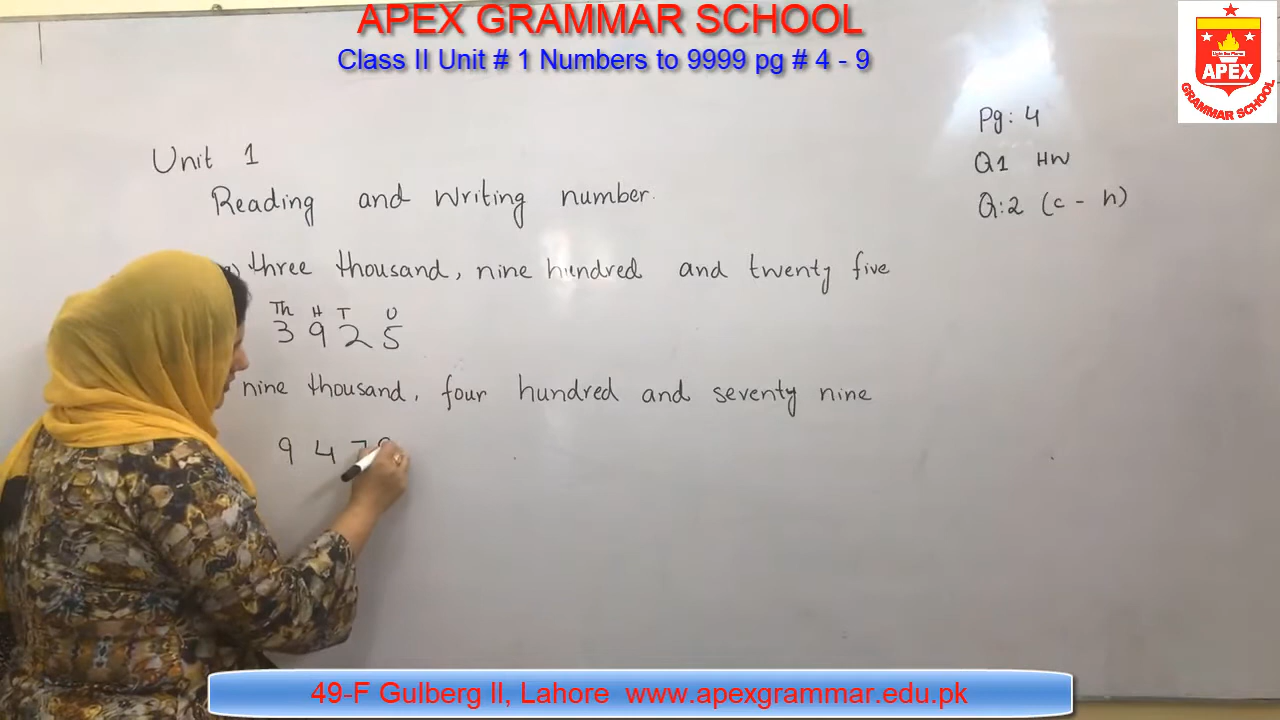 APEX GRAMMAR SCHOOL
Class II Unit # 1 Numbers to 9999 pg # 4 - 9
APEX
GRAMMAR SCHOOL
Pg: 4
Q1 HW
Q:2 (c - h)
Unit 1
Reading and Writing number.
three thousand, nine hundred and twenty five
Th H T U
3 9 2 5
nine thousand, four hundred and seventy nine
9 4 7
49-F Gulberg II, Lahore www.apexgrammar.edu.pk